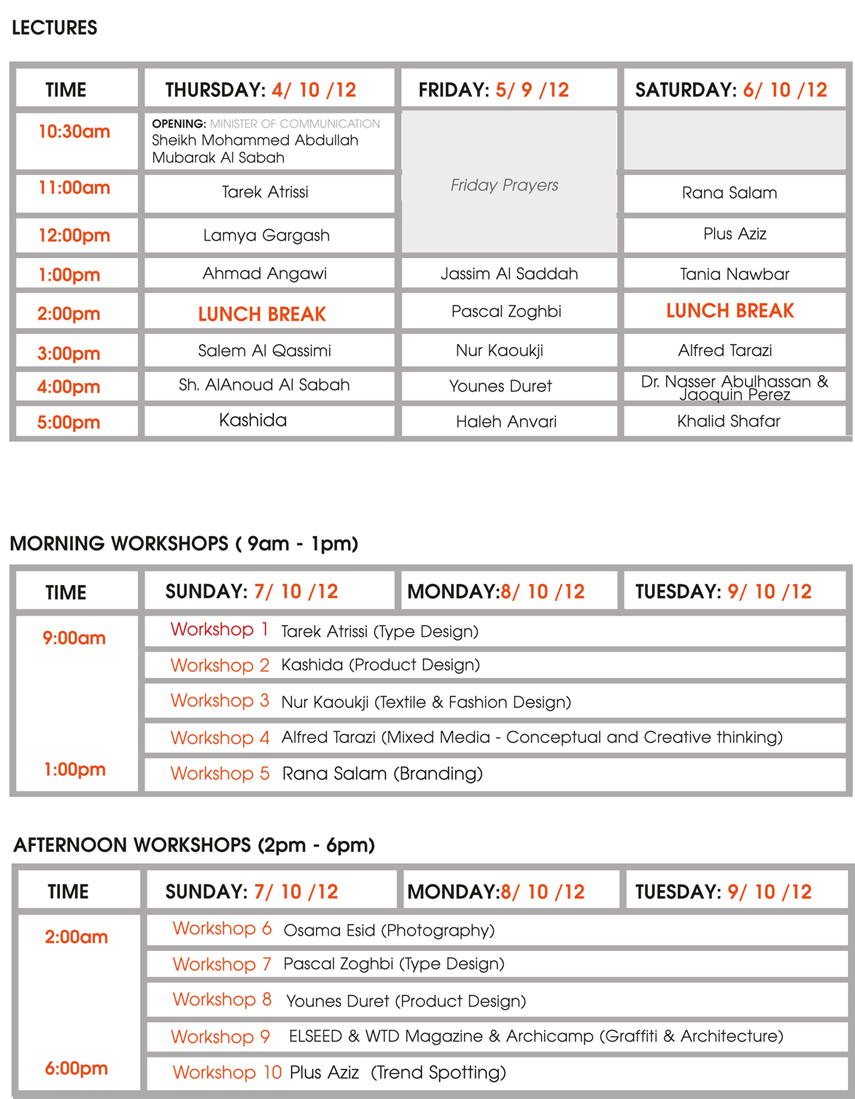 LECTURES
TIME THURSDAY: 4/ 10 /12 FRIDAY: 5/ 9 /12 SATURDAY: 6/ 10 /12
10:30am OPENING: MINISTER OF COMMUNICATION
Sheikh Mohammed Abdullah
Mubarak Al Sabah
Friday Prayers
11:00am Tarek Atrissi Rana Salam
12:00pm Lamya Gargash Plus Aziz
1:00pm Ahmad Angawi Jassim Al Saddah Tania Nawbar
2:00pm LUNCH BREAK Pascal Zoghbi LUNCH BREAK
3:00pm Salem Al Qassimi Nur Kaoukji Alfred Tarazi
4:00pm Sh. AlAnoud Al Sabah Younes Duret Dr. Nasser Abulhassan &
Jaoquin Perez
5:00pm Kashida Haleh Anvari Khalid Shafar
MORNING WORKSHOPS ( 9am - 1pm)
TIME SUNDAY: 7/ 10 /12 MONDAY:8/ 10 /12 TUESDAY: 9/ 10 /12
9:00am Workshop 1 Tarek Atrissi (Type Design)
Workshop 2 Kashida (Product Design)
Workshop 3 Nur Kaoukji (Textile & Fashion Design)
Workshop 4 Alfred Tarazi (Mixed Media - Conceptual and Creative thinking)
1:00pm Workshop 5 Rana Salam (Branding)
AFTERNOON WORKSHOPS (2pm - 6pm)
TIME SUNDAY: 7/ 10 /12 MONDAY:8/ 10 /12 TUESDAY: 9/ 10 /12
2:00am Workshop 6 Osama Esid (Photography)
Workshop 7 Pascal Zoghbi (Type Design)
Workshop 8 Younes Duret (Product Design)
Workshop 9 ELSEED & WTD Magazine & Archicamp (Graffiti & Architecture)
6:00pm Workshop 10 Plus Aziz (Trend Spotting)